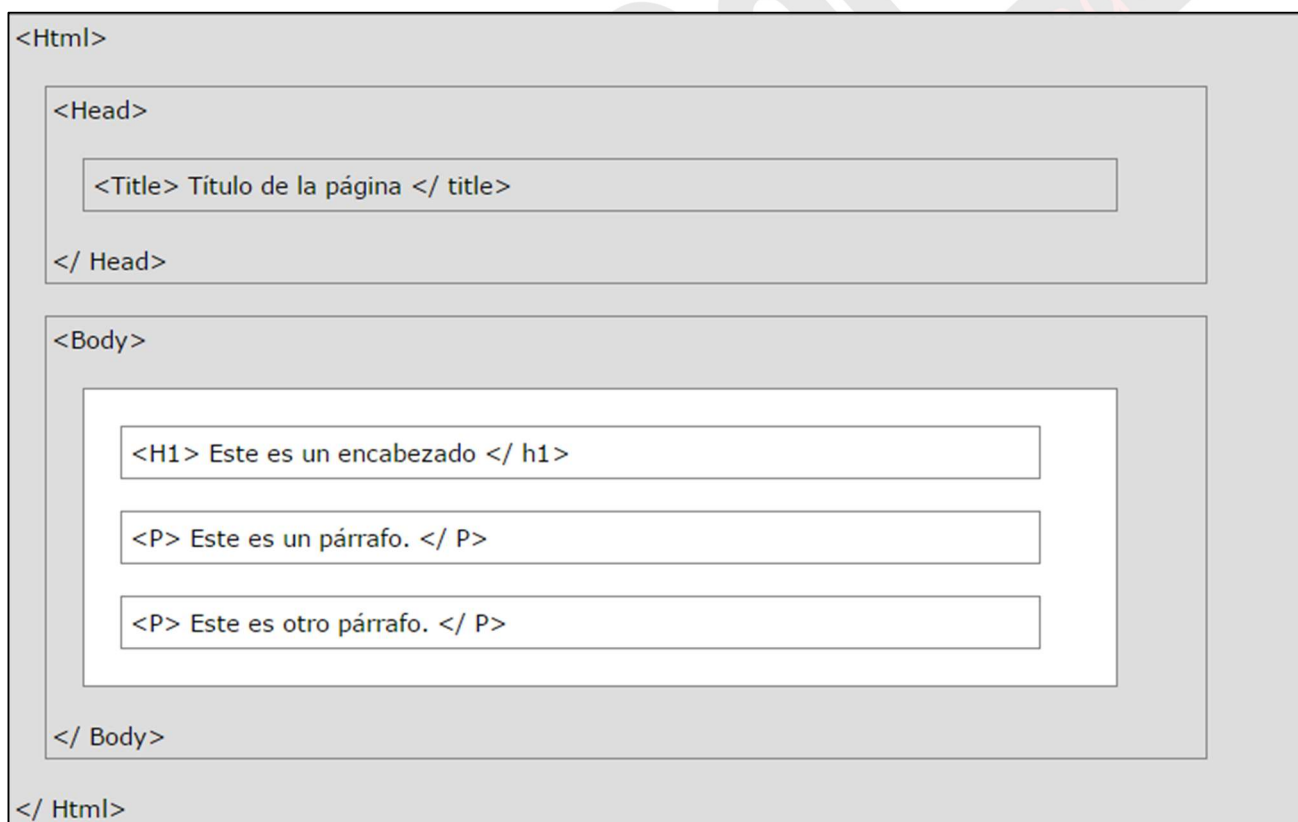 <Html>
<Head>
<Title> Título de la página </ title>
</ Head>
<Body>
<H1> Este es un encabezado </ h1>
<P> Este es un párrafo. </ P>
<P> Este es otro párrafo. </ P>
</ Body>
</ Html>